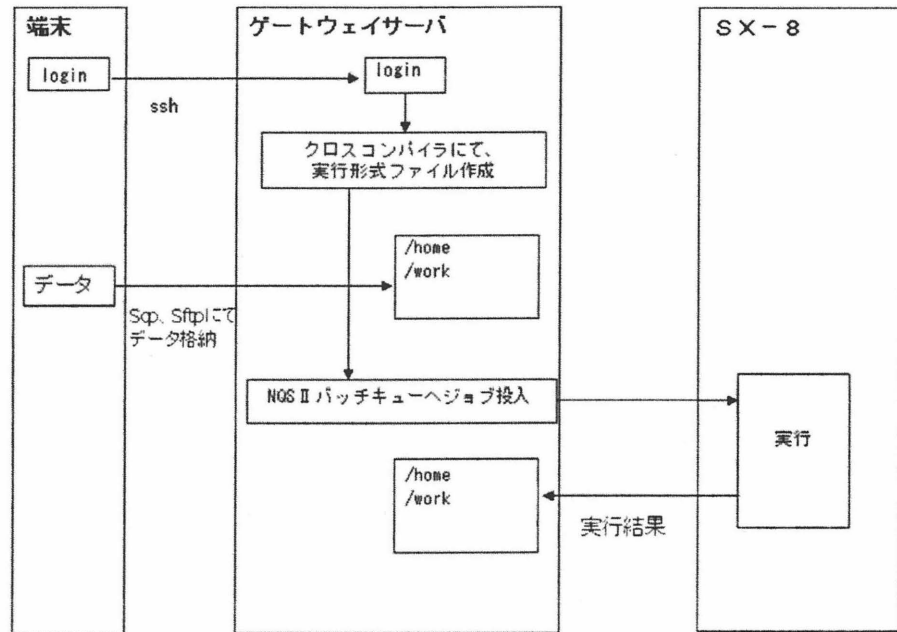 端末
ゲートウェイサーバ
SX-8
login
login
ssh
クロスコンパイラにて、
実行形式ファイル作成
/home
/work
データ
Scp、Sftpにて
データ格納
NQSⅡバッチキューへジョブ投入
実行
/home
/work
実行結果